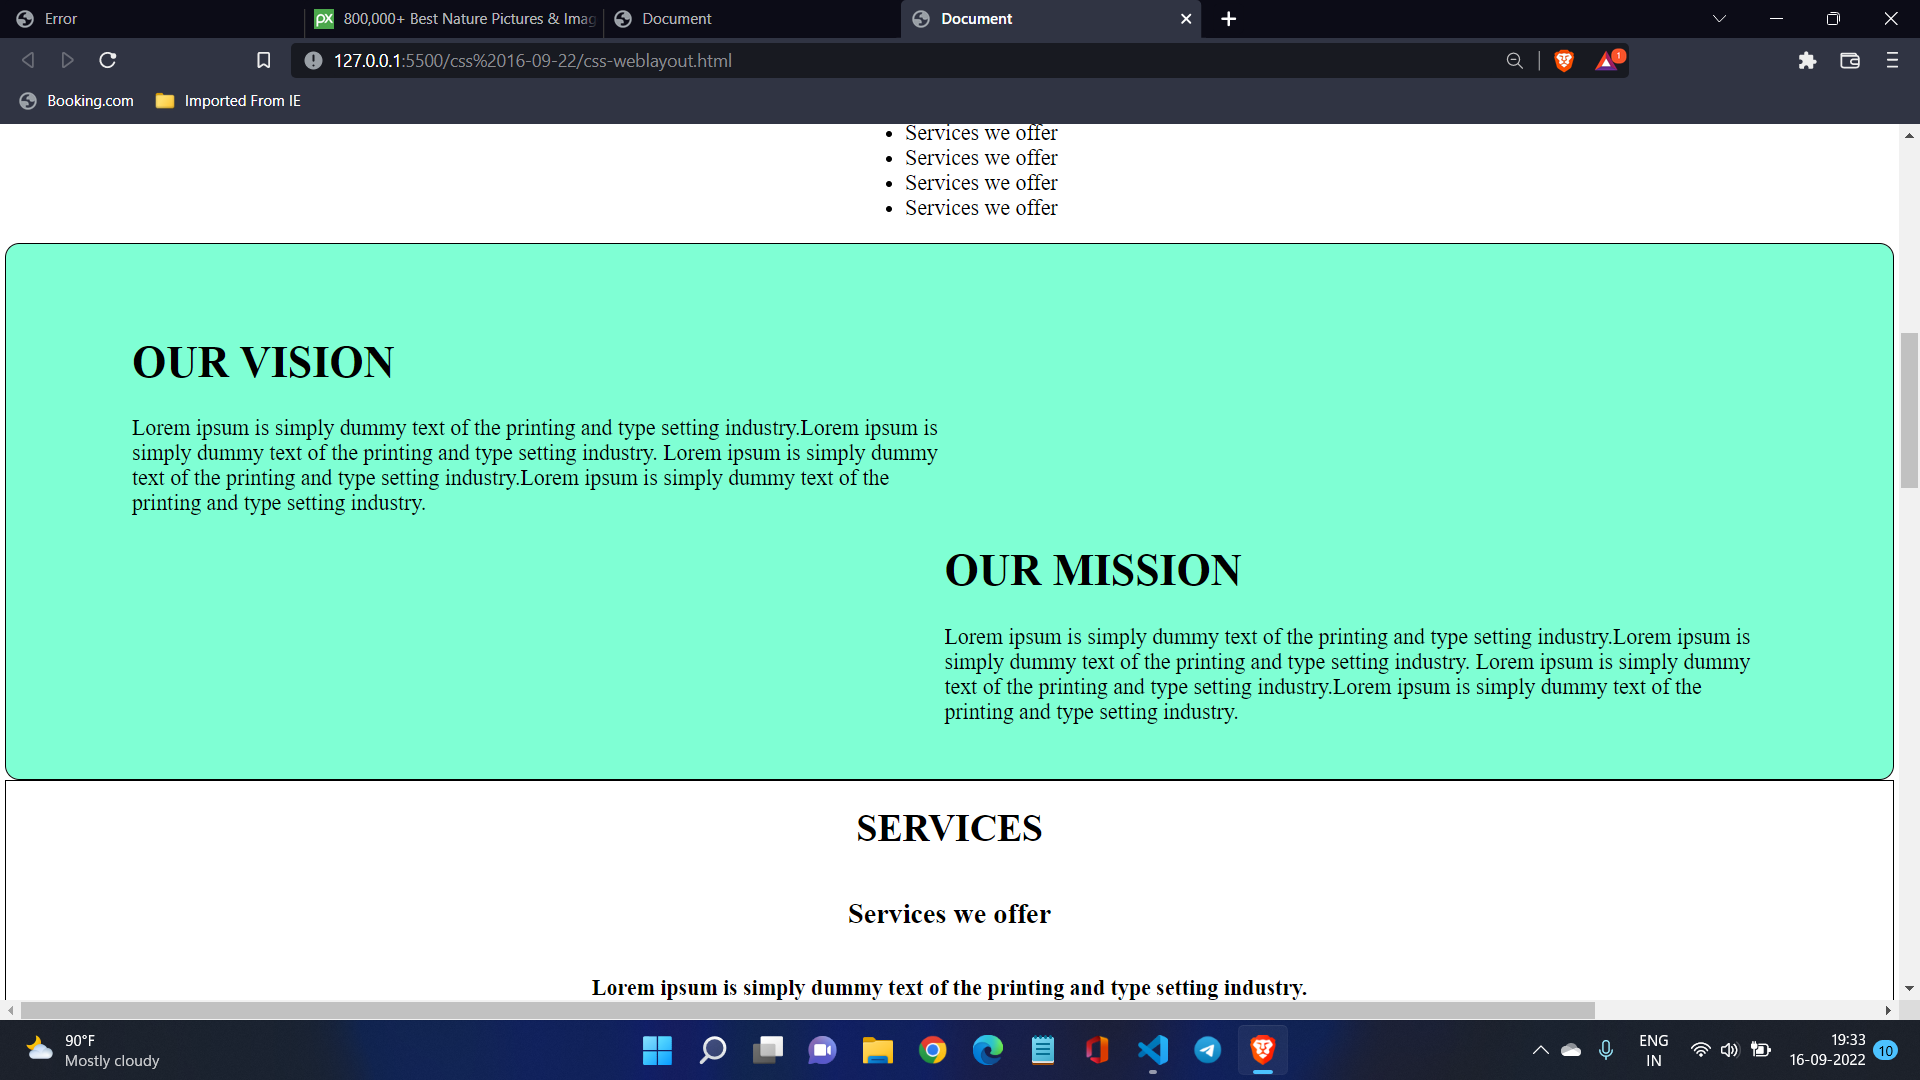 Error
px
800,000+ Best Nature Pictures & Imag
Document
Document
127.0.0.1:5500/css%2016-09-22/css-weblayout.html
1
Booking.com
Imported From IE
• Services we offer
• Services we offer
• Services we offer
• Services we offer
OUR VISION
Lorem ipsum is simply dummy text of the printing and type setting industry.Lorem ipsum is
simply dummy text of the printing and type setting industry. Lorem ipsum is simply dummy
text of the printing and type setting industry.Lorem ipsum is simply dummy text of the
printing and type setting industry.
OUR MISSION
Lorem ipsum is simply dummy text of the printing and type setting industry.Lorem ipsum is
simply dummy text of the printing and type setting industry. Lorem ipsum is simply dummy
text of the printing and type setting industry.Lorem ipsum is simply dummy text of the
printing and type setting industry.
SERVICES
Services we offer
Lorem ipsum is simply dummy text of the printing and type setting industry.
90°F
Mostly cloudy
ENG
IN
19:33
16-09-2022
10